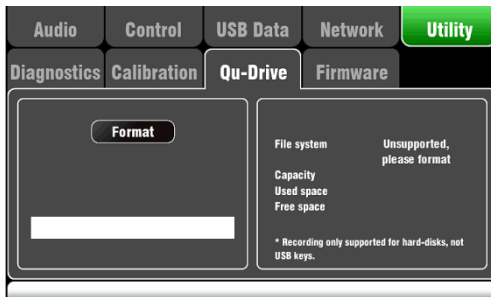 Audio Control USB Data Network Utility
Diagnostics Calibration Qu-Drive Firmware
Format
File system Unsupported,
please format
Capacity
Used space
Free space
* Recording only supported for hard-disks, not
USB keys.